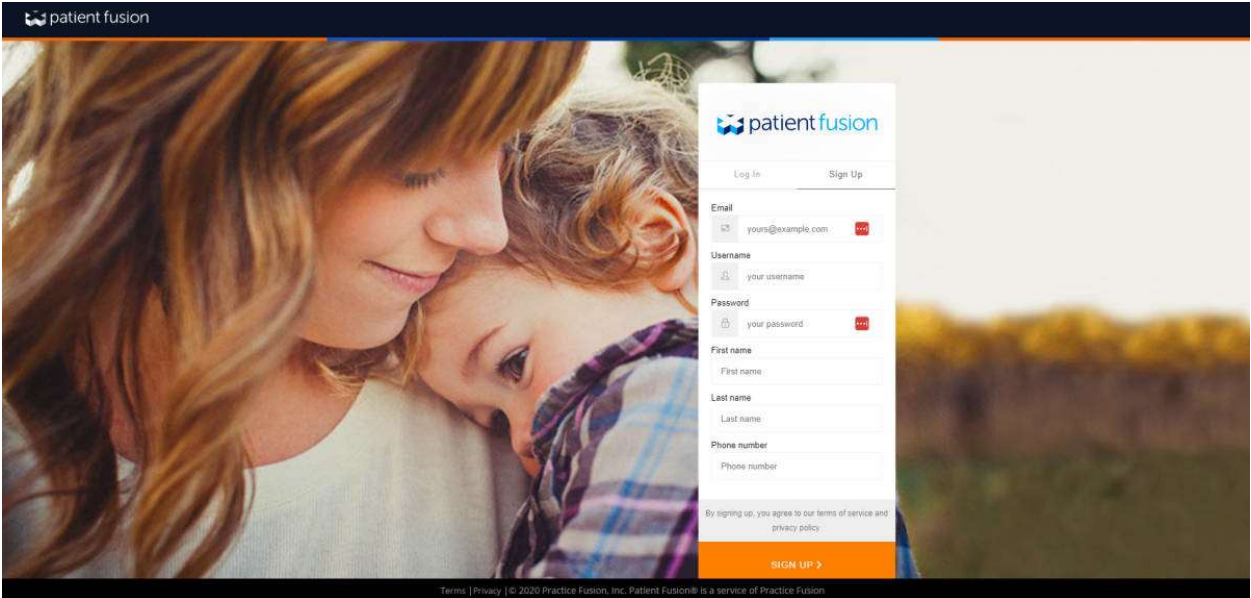 patient fusion
patient fusion
Log In Sign Up
Email
yours@example.com
Username
your username
Password
your password
First name
First name
Last name
Last name
Phone number
Phone number
By signing up, you agree to our terms of service and
privacy policy
SIGN UP >
Terms |Privacy |© 2020 Practice Fusion, Inc. Patient Fusion® is a service of Practice Fusion